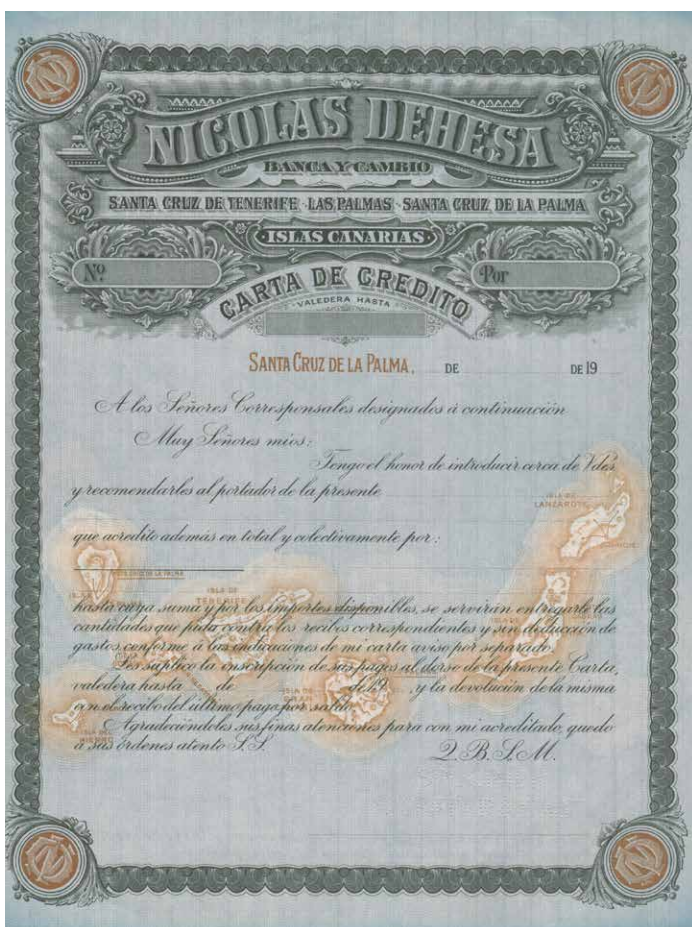 NICOLAS DEHESA
BANCA Y CAMBIO
SANTA CRUZ DE TENERIFE · LAS PALMAS · SANTA CRUZ DE LA PALMA
ISLAS CANARIAS
Nº
Por
CARTA DE CREDITO
VALEDERA HASTA
SANTA CRUZ DE LA PALMA, DE DE 19
A los Señores Corresponsales designados á continuación
Muy Señores mios:
Tengo el honor de introducir cerca de Vdes
y recomendarles al portador de la presente
ISLA DE
LANZAROTE
que acredito además en total y colectivamente por:
ISLA DE
TENERIFE
hasta cuya suma y por los importes disponibles, se servirán entregarle las
cantidades que pida contra los recibos correspondientes y sin deducción de
gastos conforme á las indicaciones de mi carta aviso por separado.
Les suplico la inscripción de sus pagos al dorso de la presente Carta,
valedera hasta de de 19 y la devolución de la misma
con el recibo del último pago por saldo.
ISLA DE
GRAN
ISLA DEL
HIERRO
Agradeciéndoles sus finas atenciones para con mi acreditado, quedo
á sus órdenes atento S.S.
Q.B.S.M.